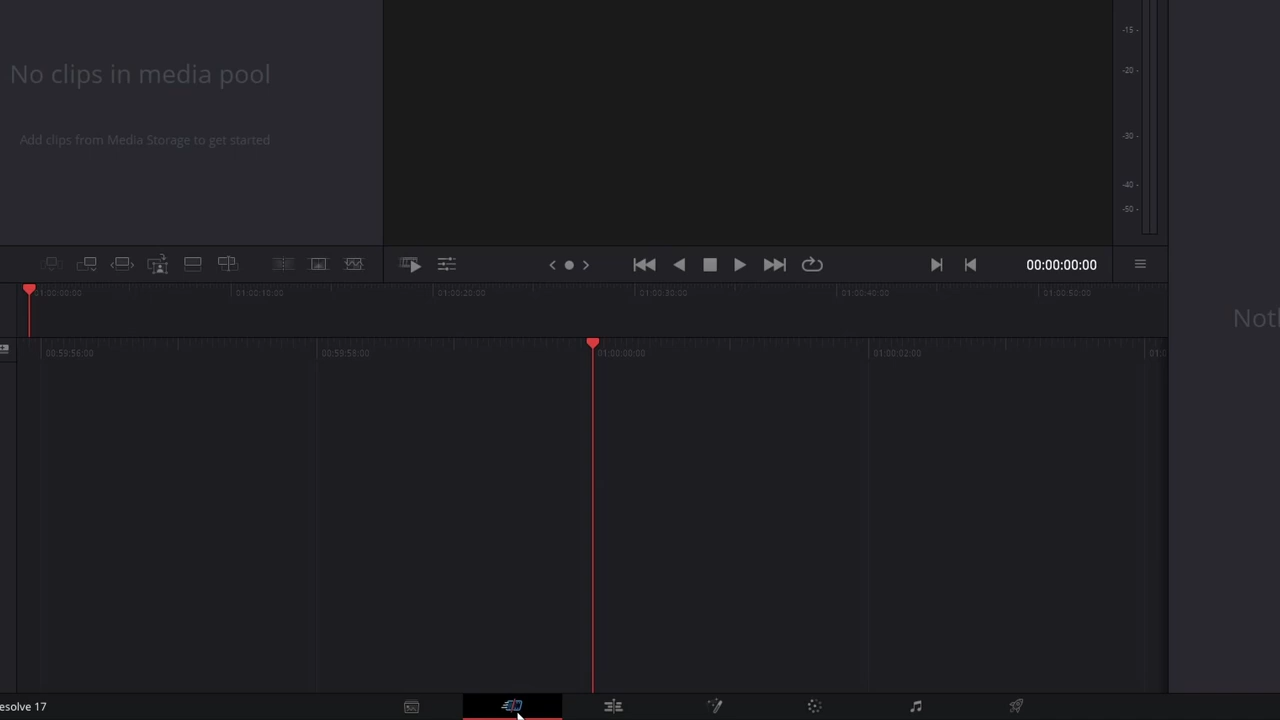 -15 -
-20 -
No clips in media pool
-30 -
Add clips from Media Storage to get started
-40 -
-50 -
00:00:00:00
01:00:00:00 01:00:10:00 01:00:20:00 01:00:30:00 01:00:40:00 01:00:50:00
Not
00:59:56:00 00:59:58:00 01:00:00:00 01:00:02:00 01:0
esolve 17